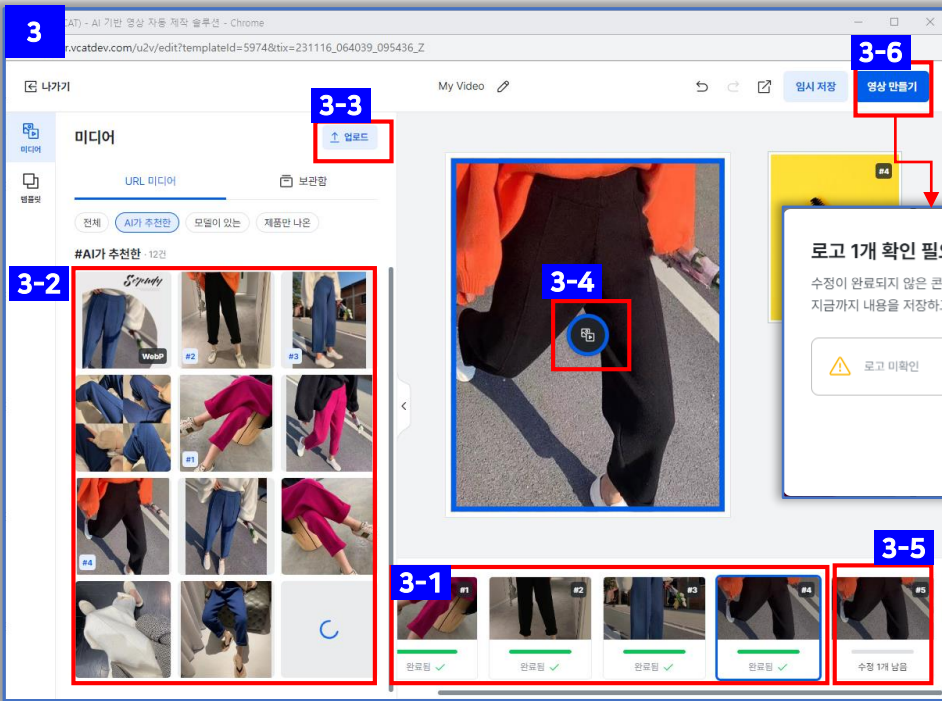 3
CAT) - AI 기반 영상 자동 제작 솔루션 - Chrome
r.vcatdev.com/u2v/edit?templateId=5974&tix=231116_064039_095436_Z
3-6
나가기
My Video
임시 저장
영상 만들기
3-3
미디어
템플릿
미디어
업로드
URL 미디어
보관함
전체
AI가 추천한
모델이 있는
제품만 나온
#AI가 추천한 · 12건
3-2
WebP
#2
#3
#1
#4
3-4
#4
로고 1개 확인 필요
수정이 완료되지 않은 콘
지금까지 내용을 저장하고
로고 미확인
3-5
3-1
#1
#2
#3
#4
#5
완료됨
완료됨
완료됨
완료됨
수정 1개 남음